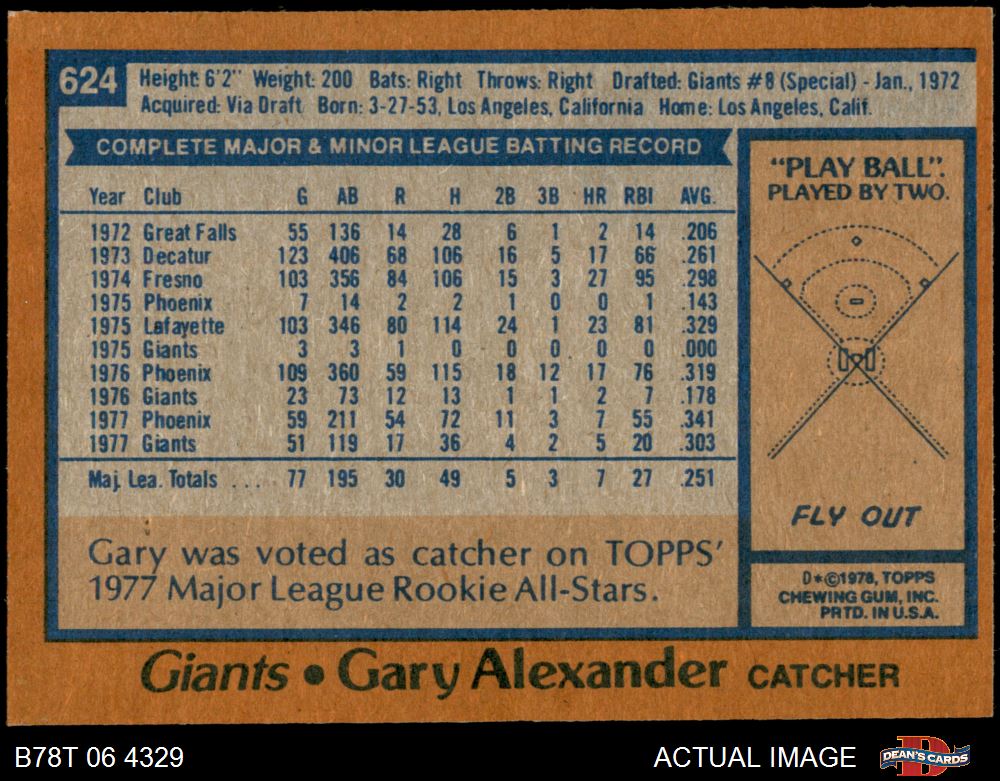 624
Height: 6'2" Weight: 200 Bats: Right Throws: Right Drafted: Giants #8 (Special) - Jan., 1972
Acquired: Via Draft Born: 3-27-53, Los Angeles, California Home: Los Angeles, Calif.
COMPLETE MAJOR & MINOR LEAGUE BATTING RECORD
Year Club G AB R H 2B 3B HR RBI AVG.
1972 Great Falls 55 136 14 28 6 1 2 14 .206
1973 Decatur 123 406 68 106 16 5 17 66 .261
1974 Fresno 103 356 84 106 15 3 27 95 .298
1975 Phoenix 7 14 2 2 1 0 0 1 .143
1975 Lafayette 103 346 80 114 24 1 23 81 .329
1975 Giants 3 3 1 0 0 0 0 0 .000
1976 Phoenix 109 360 59 115 18 12 17 76 .319
1976 Giants 23 73 12 13 1 1 2 7 .178
1977 Phoenix 59 211 54 72 11 3 7 55 .341
1977 Giants 51 119 17 36 4 2 5 20 .303
Maj. Lea. Totals ... 77 195 30 49 5 3 7 27 .251
Gary was voted as catcher on TOPPS'
1977 Major League Rookie All-Stars.
"PLAY BALL".
PLAYED BY TWO.
FLY OUT
D*©1978, TOPPS
CHEWING GUM, INC.
PRTD. IN U.S.A.
Giants • Gary Alexander CATCHER
B78T 06 4329
ACTUAL IMAGE
DEAN'S CARDS